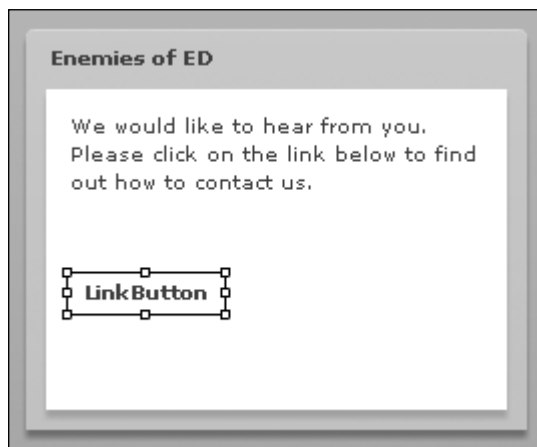 Enemies of ED
We would like to hear from you.
Please click on the link below to find
out how to contact us.
LinkButton